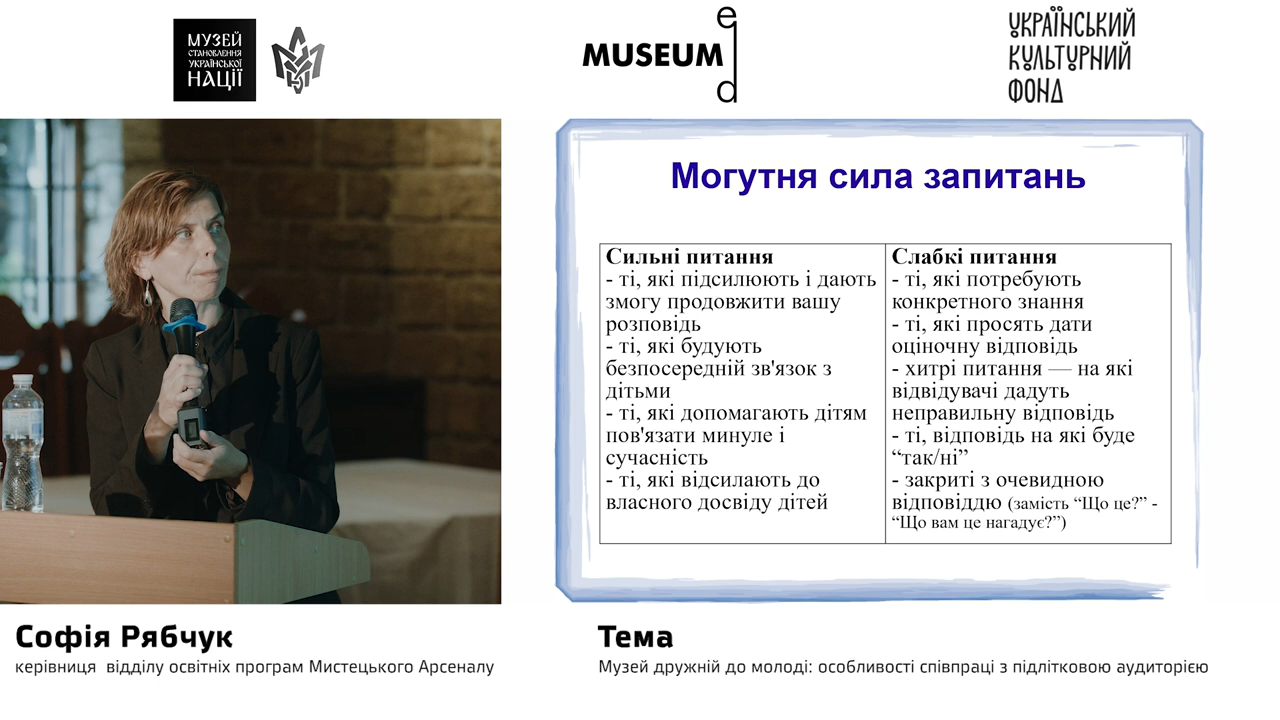 МУЗЕЙ
СТАНОВЛЕННЯ
УКРАЇНСЬКОЇ
НАЦІЇ
MUSEUM
ed
УКРАЇНСЬКИЙ
КУЛЬТУРНИЙ
ФОНД
Могутня сила запитань
Сильні питання
- ті, які підсилюють і дають
змогу продовжити вашу
розповідь
- ті, які будують
безпосередній зв'язок з
дітьми
- ті, які допомагають дітям
пов'язати минуле і
сучасність
- ті, які відсилають до
власного досвіду дітей
Слабкі питання
- ті, які потребують
конкретного знання
- ті, які просять дати
оціночну відповідь
- хитрі питання — на які
відвідувачі дадуть
неправильну відповідь
- ті, відповідь на які буде
“так/ні”
- закриті з очевидною
відповіддю (замість “Що це?” -
“Що вам це нагадує?”)
Софія Рябчук
керівниця відділу освітніх програм Мистецького Арсеналу
Тема
Музей дружній до молоді: особливості співпраці з підлітковою аудиторією